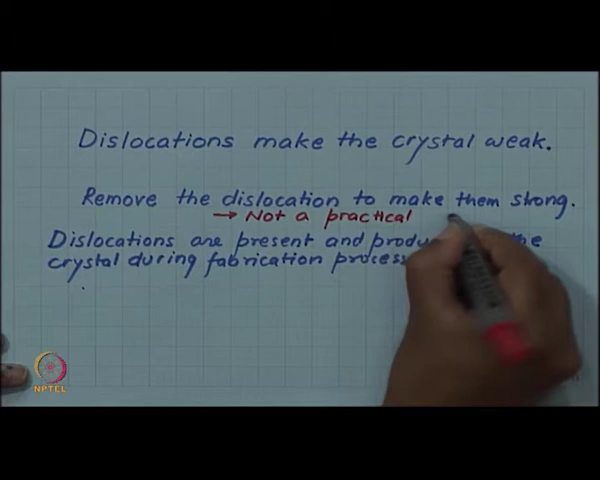 Dislocations make the crystal weak.
Remove the dislocation to make them strong.
→ Not a practical
Dislocations are present and the
crystal during fabrication process
NPTEL